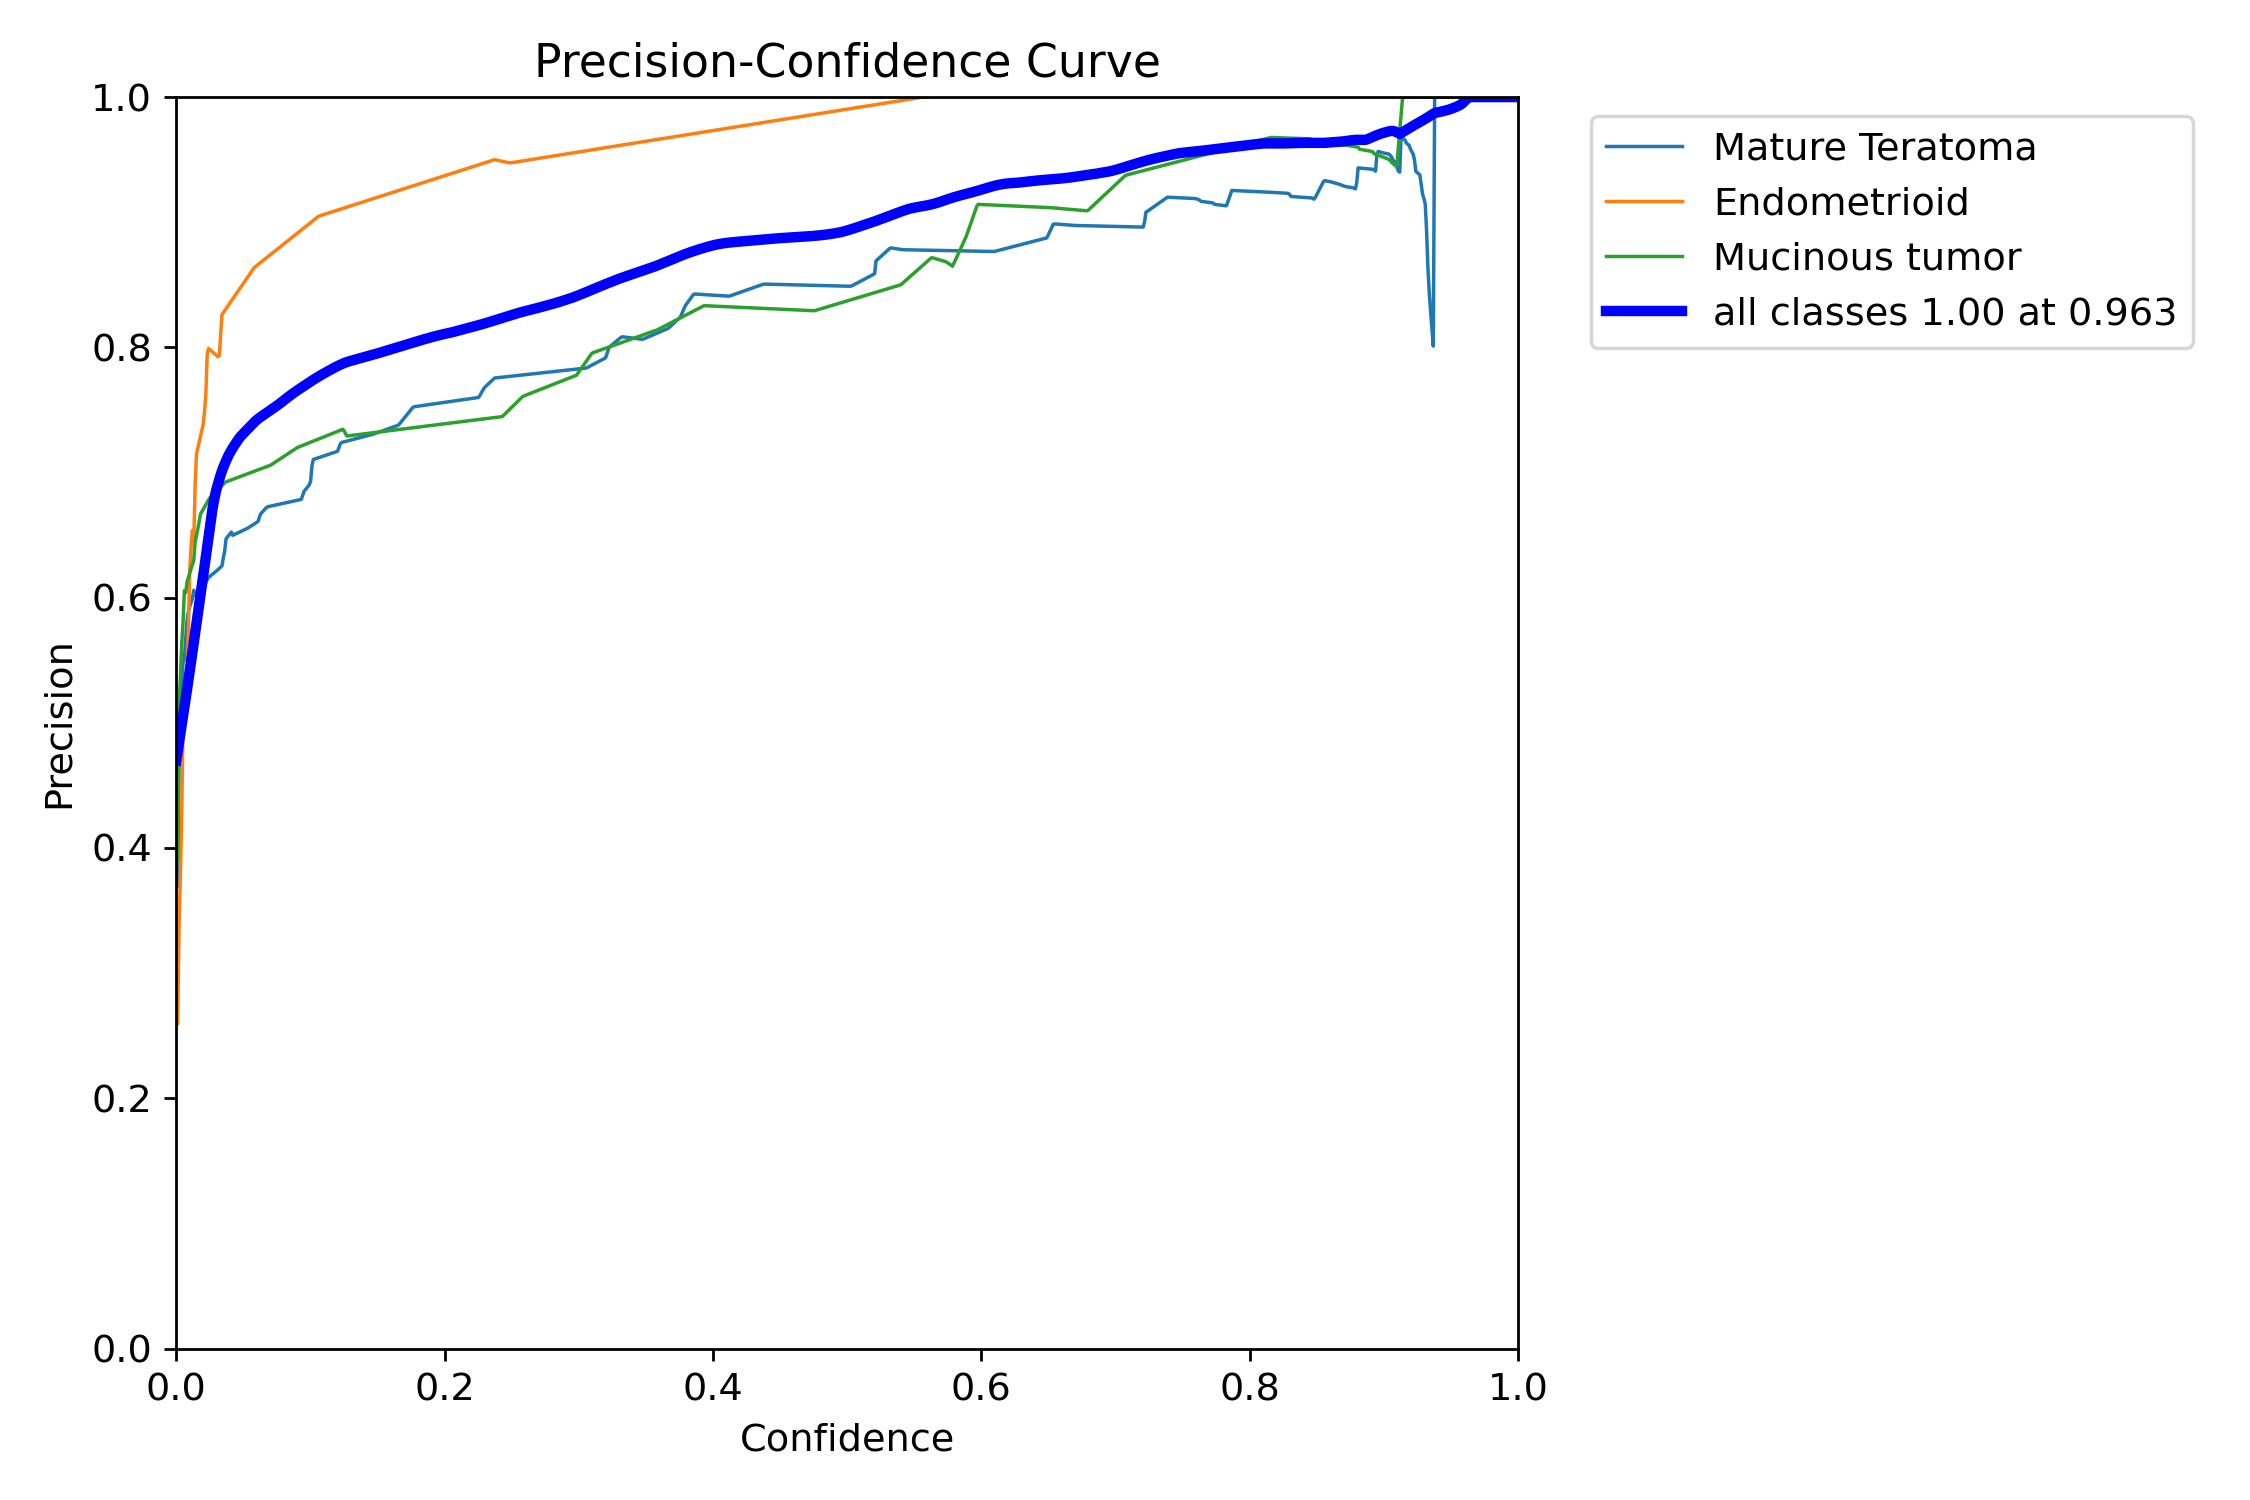 Precision-Confidence Curve
1.0
0.8
0.6
0.4
0.2
0.0
Precision
0.0 0.2 0.4 0.6 0.8 1.0
Confidence
Mature Teratoma
Endometrioid
Mucinous tumor
all classes 1.00 at 0.963